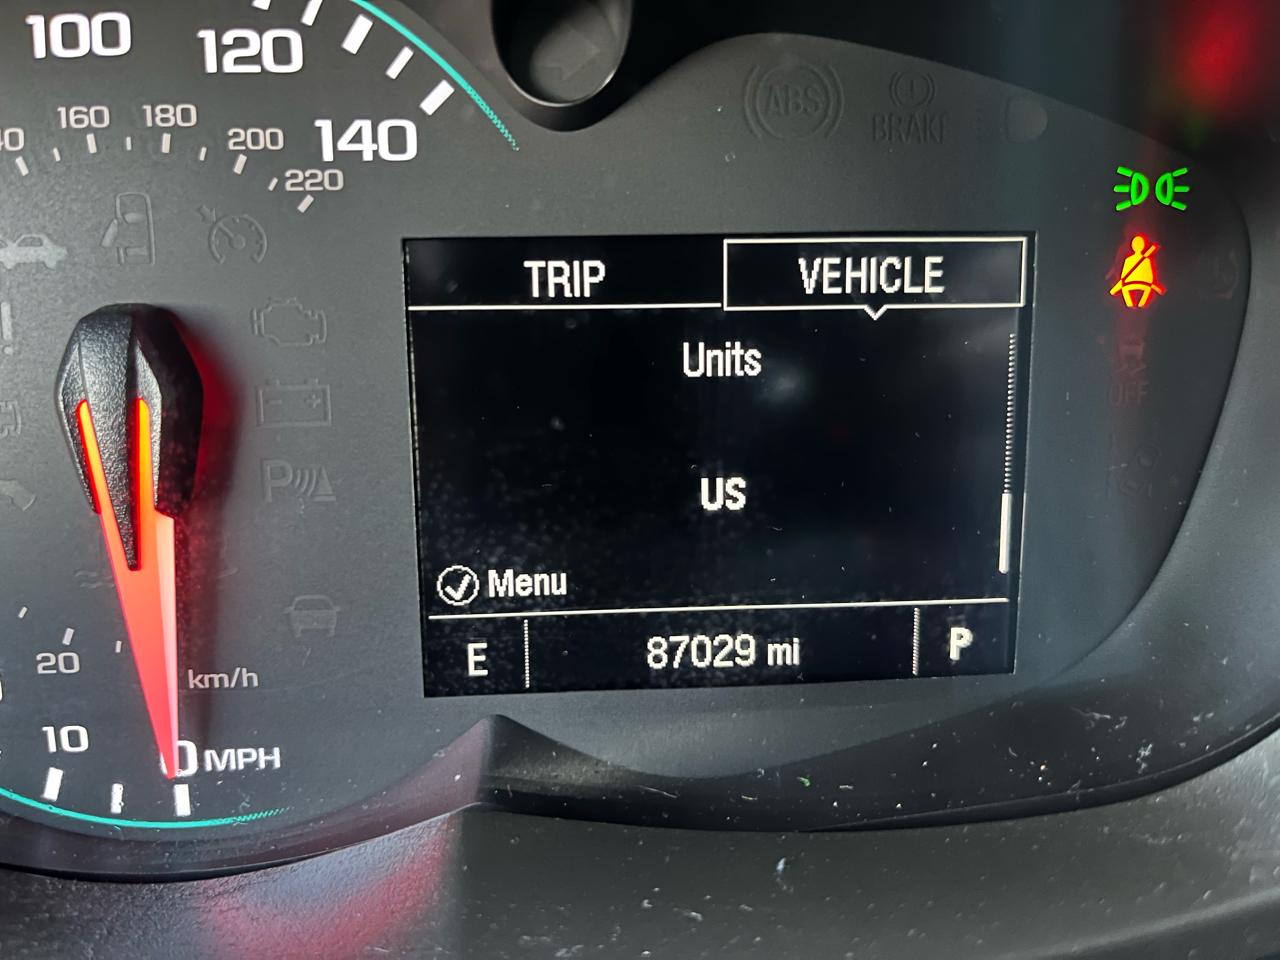 100
120
140
160
180
200
220
ABS
BRAKE
TRIP
VEHICLE
Units
US
Menu
E
87029 mi
P
OFF
P
20
km/h
10
0 MPH